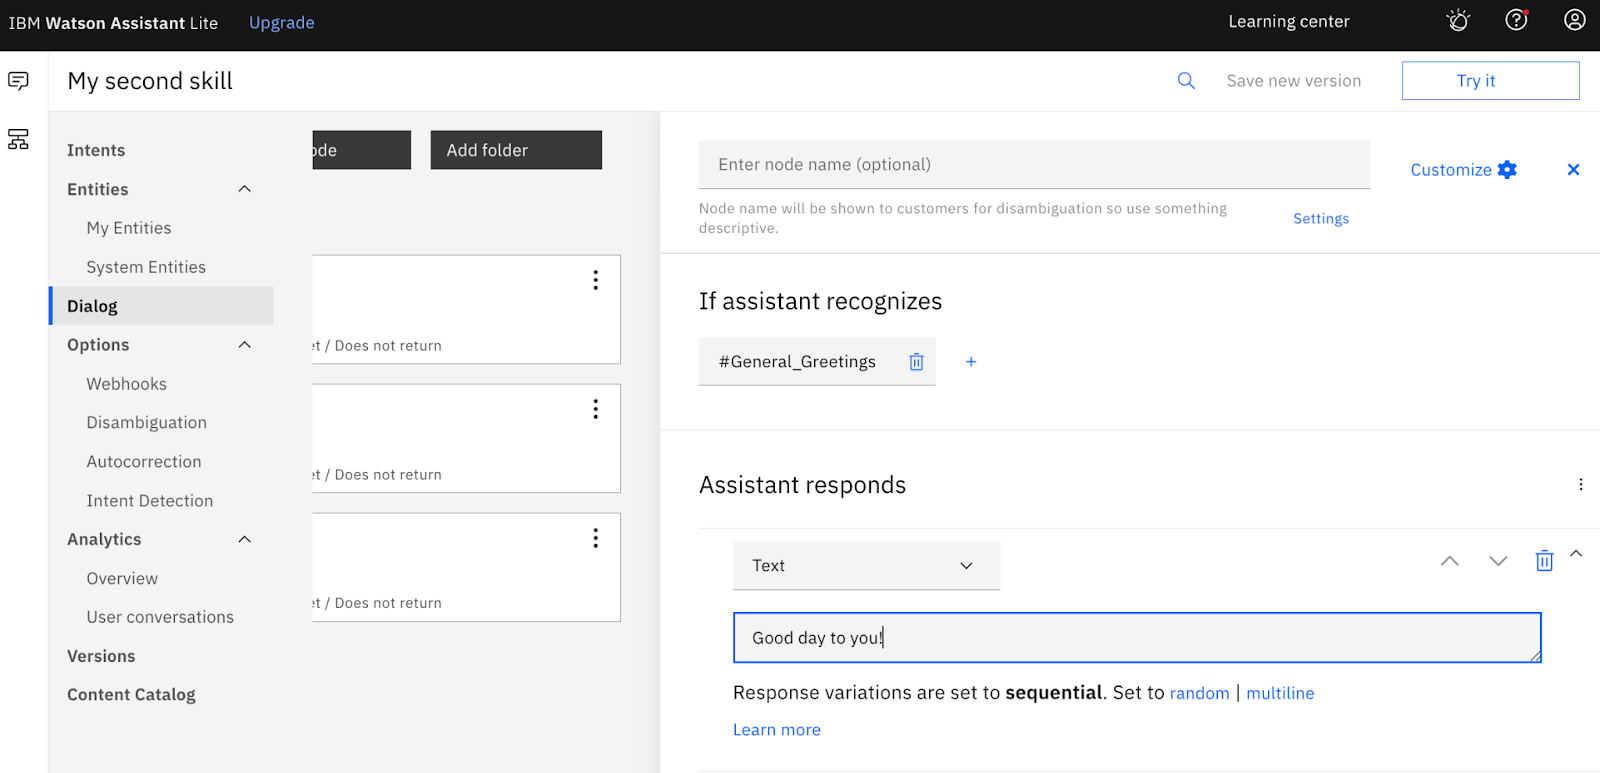 IBM Watson Assistant Lite Upgrade Learning center
My second skill Save new version Try it
Intents
Entities
My Entities
System Entities
Dialog
Options
Webhooks
Disambiguation
Autocorrection
Intent Detection
Analytics
Overview
User conversations
Versions
Content Catalog
ode Add folder
et / Does not return
et / Does not return
et / Does not return
Enter node name (optional)
Customize
Node name will be shown to customers for disambiguation so use something
descriptive.
Settings
If assistant recognizes
#General_Greetings
Assistant responds
Text
Good day to you!
Response variations are set to sequential. Set to random | multiline
Learn more